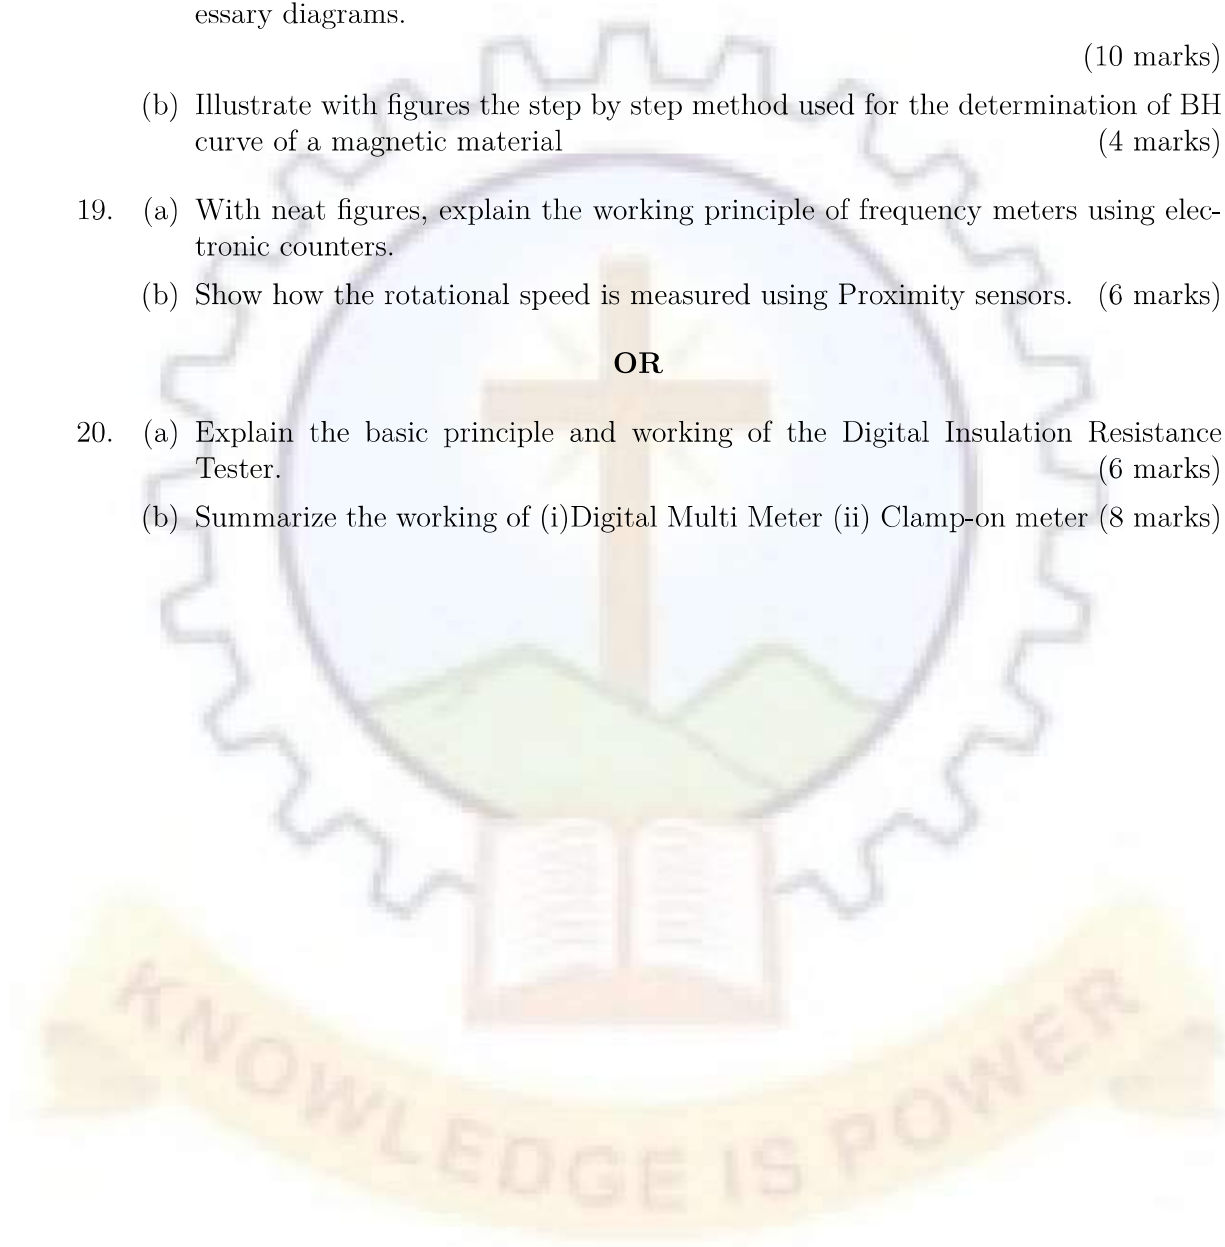 essary diagrams.
(10 marks)
(b) Illustrate with figures the step by step method used for the determination of BH
curve of a magnetic material (4 marks)
19. (a) With neat figures, explain the working principle of frequency meters using elec-
tronic counters.
(b) Show how the rotational speed is measured using Proximity sensors. (6 marks)
OR
20. (a) Explain the basic principle and working of the Digital Insulation Resistance
Tester. (6 marks)
(b) Summarize the working of (i)Digital Multi Meter (ii) Clamp-on meter (8 marks)
KNOWLEDGE IS POWER